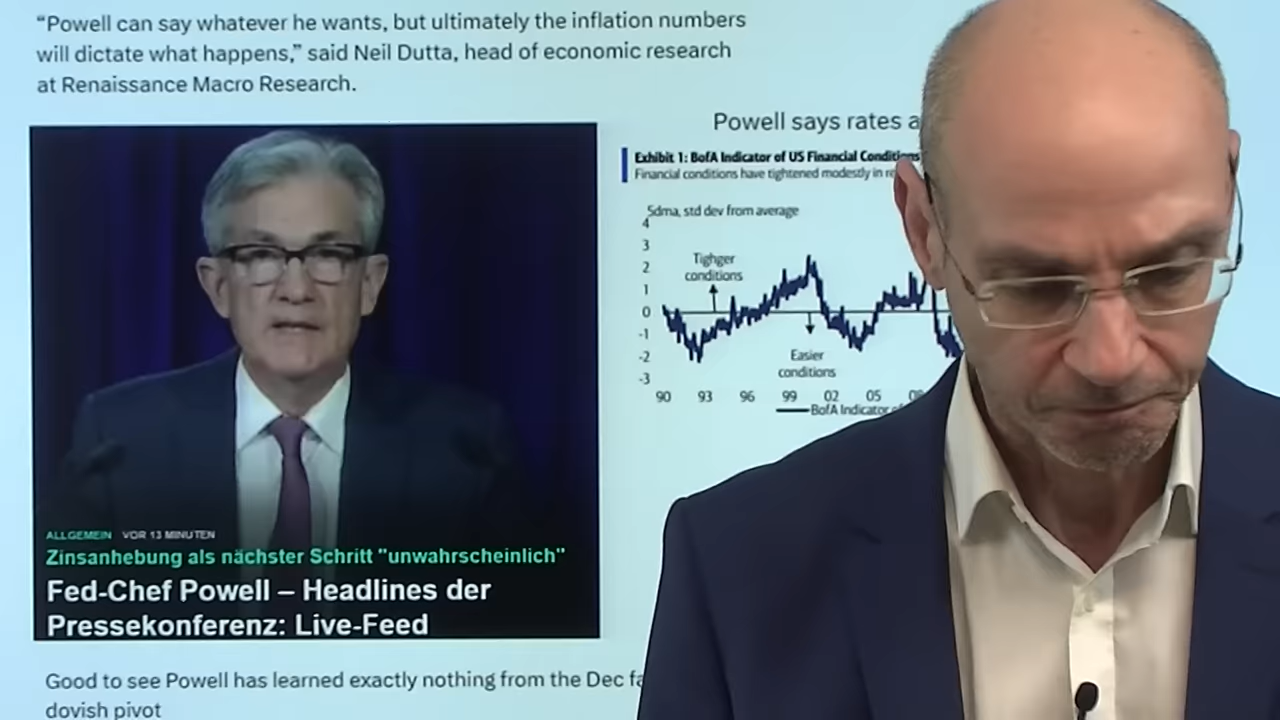 “Powell can say whatever he wants, but ultimately the inflation numbers
will dictate what happens,” said Neil Dutta, head of economic research
at Renaissance Macro Research.
Powell says rates a
Exhibit 1: BofA Indicator of US Financial Conditions
Financial conditions have tightened modestly in re
5dma, std dev from average
4
3
2
1
0
-1
-2
-3
Tighger
conditions
Easier
conditions
90 93 96 99 02 05
BofA Indicator
ALLGEMEIN VOR 13 MINUTEN
Zinsanhebung als nächster Schritt "unwahrscheinlich"
Fed-Chef Powell – Headlines der
Pressekonferenz: Live-Feed
Good to see Powell has learned exactly nothing from the Dec fa
dovish pivot